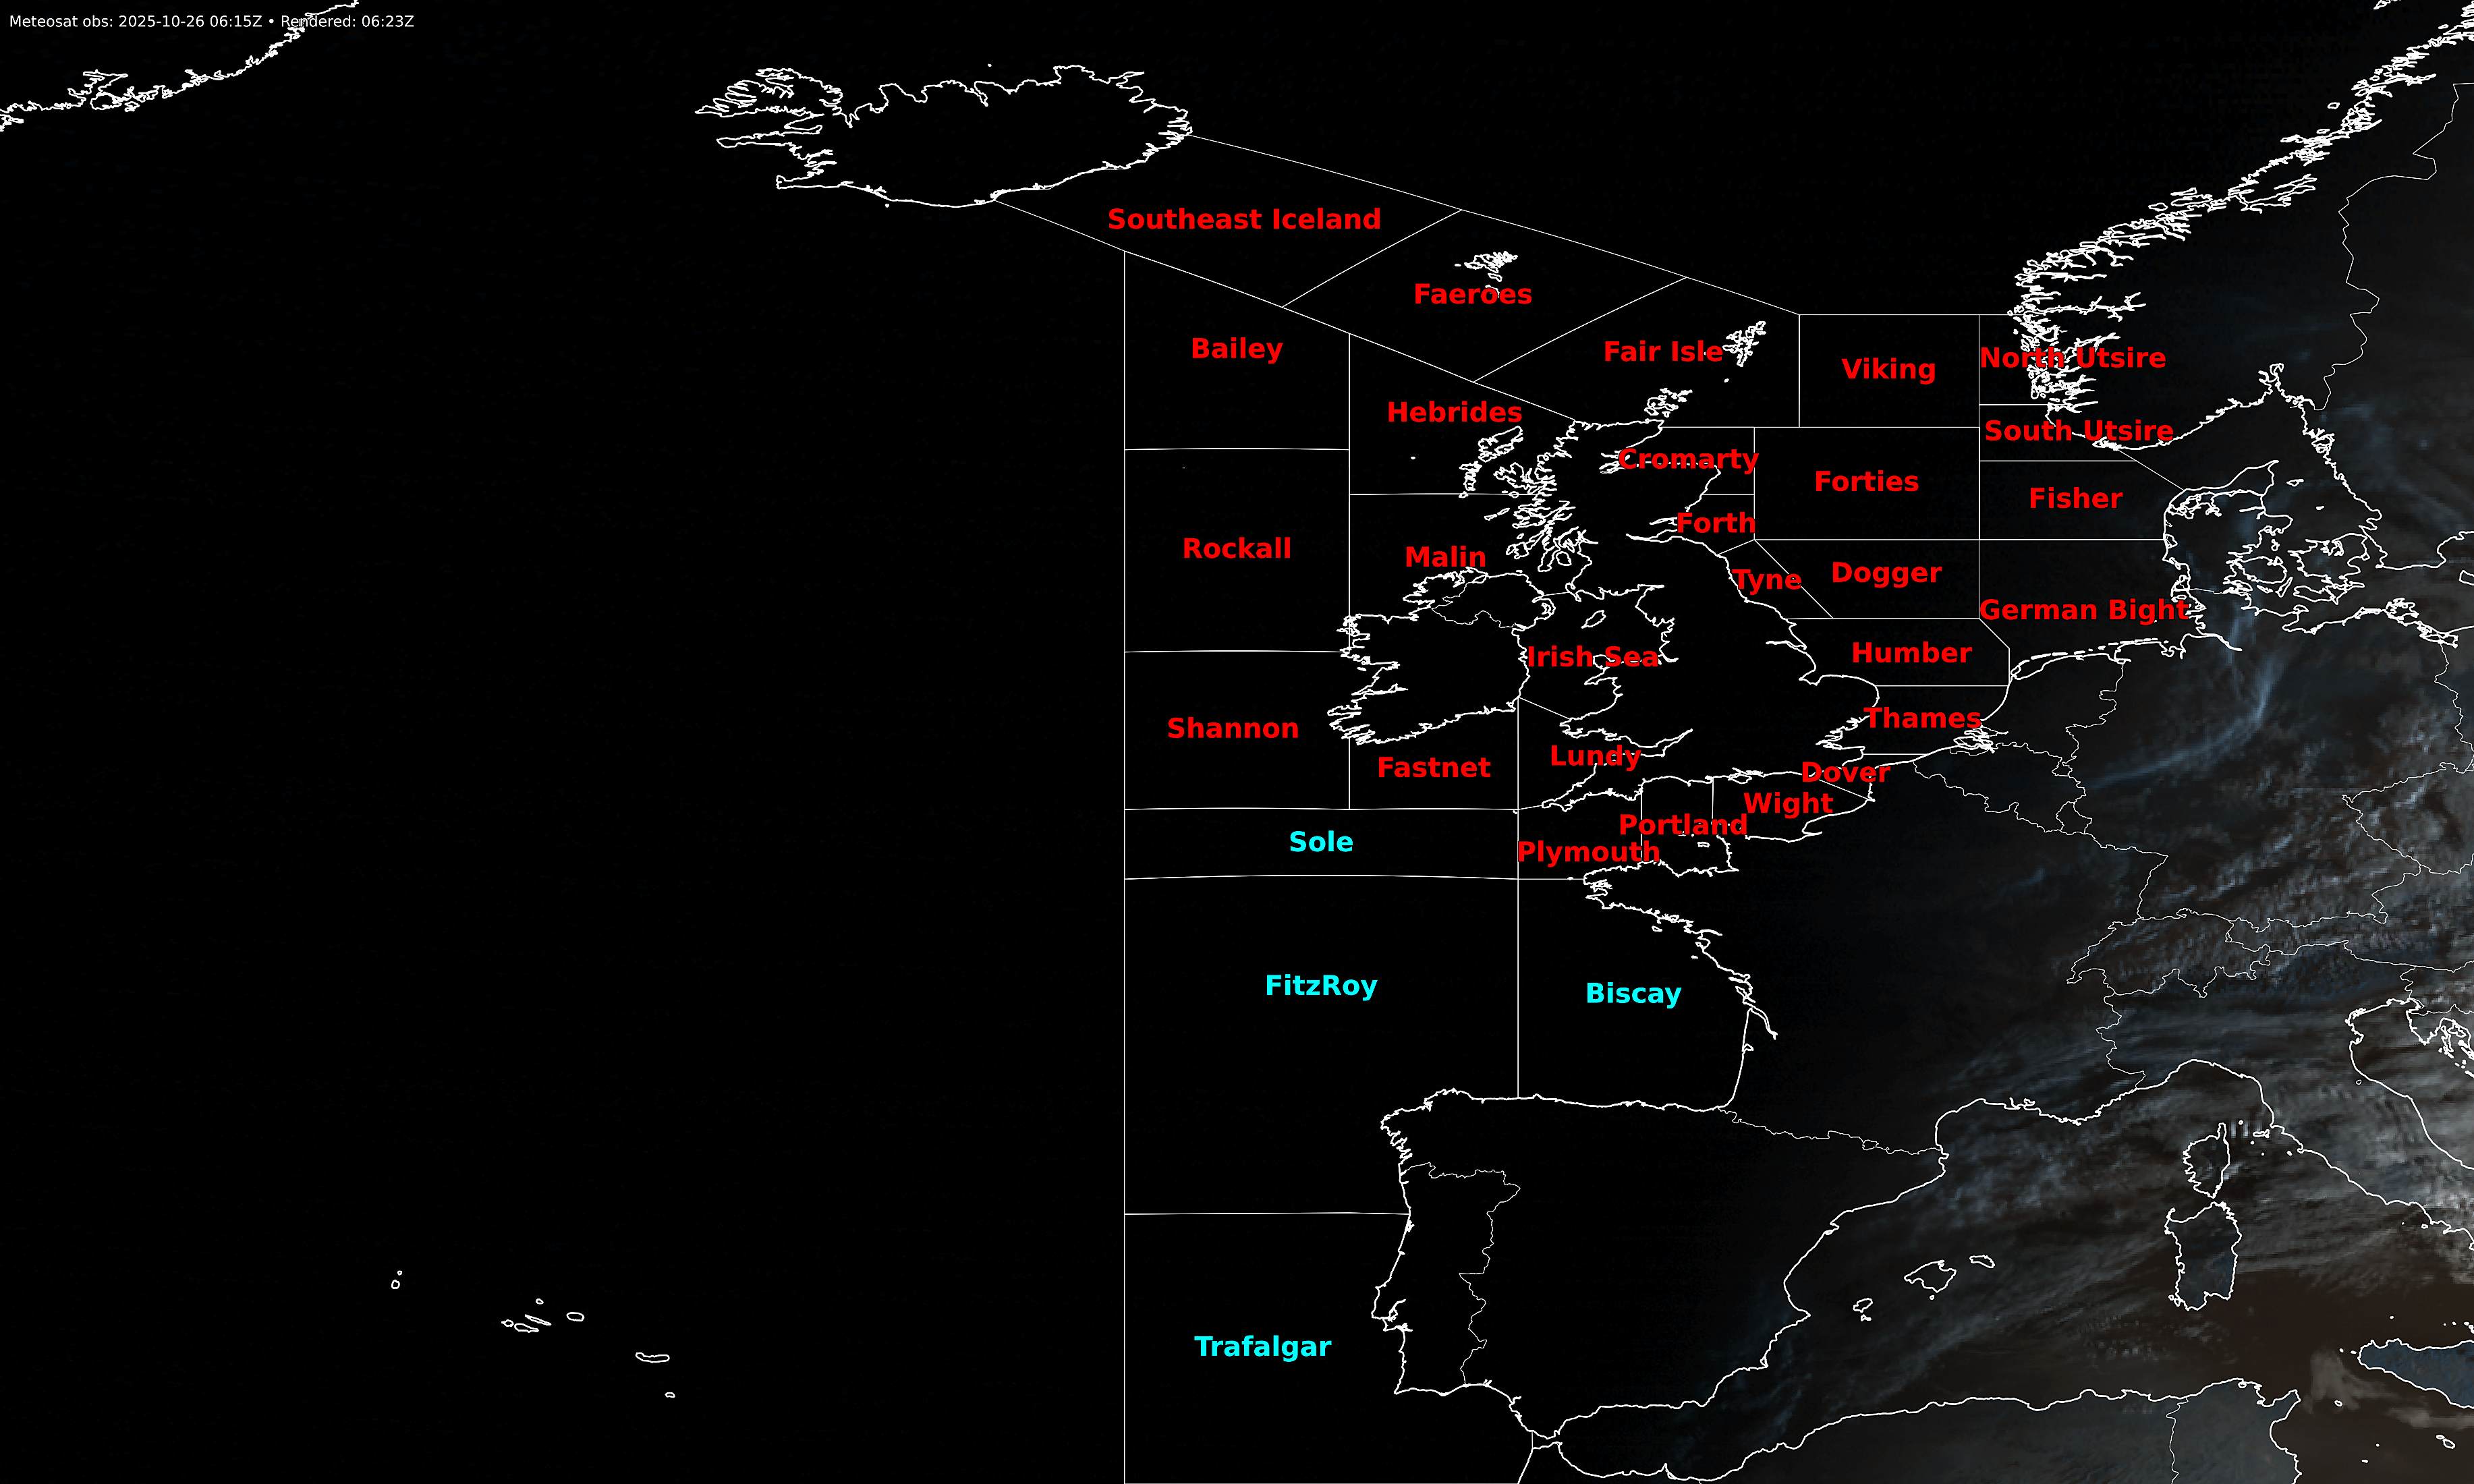 Meteosat obs: 2025-10-26 06:15Z • Rendered: 06:23Z
Southeast Iceland
Faeroes
Bailey
Fair Isle
Viking
North Utsire
Hebrides
South Utsire
Cromarty
Forties
Fisher
Forth
Rockall
Malin
Tyne
Dogger
German Bight
Irish Sea
Humber
Shannon
Thames
Fastnet
Lundy
Dover
Wight
Portland
Sole
Plymouth
FitzRoy
Biscay
Trafalgar